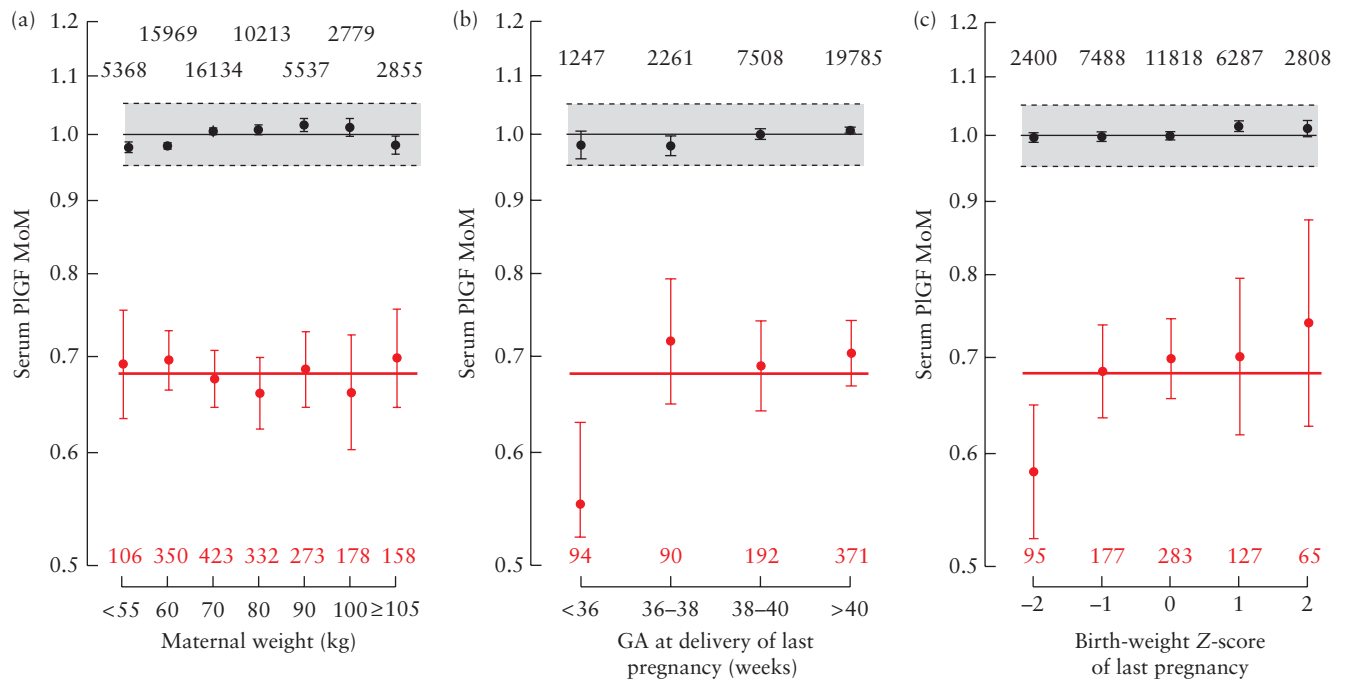 (a)
1.2
1.1
1.0
0.9
0.8
0.7
0.6
0.5
Serum PlGF MoM
15969 10213 2779
5368 16134 5537 2855
106 350 423 332 273 178 158
<55 60 70 80 90 100 ≥105
Maternal weight (kg)
(b)
1.2
1.1
1.0
0.9
0.8
0.7
0.6
0.5
Serum PlGF MoM
1247 2261 7508 19785
94 90 192 371
<36 36–38 38–40 >40
GA at delivery of last
pregnancy (weeks)
(c)
1.2
1.1
1.0
0.9
0.8
0.7
0.6
0.5
Serum PlGF MoM
2400 7488 11818 6287 2808
95 177 283 127 65
–2 –1 0 1 2
Birth-weight Z-score
of last pregnancy